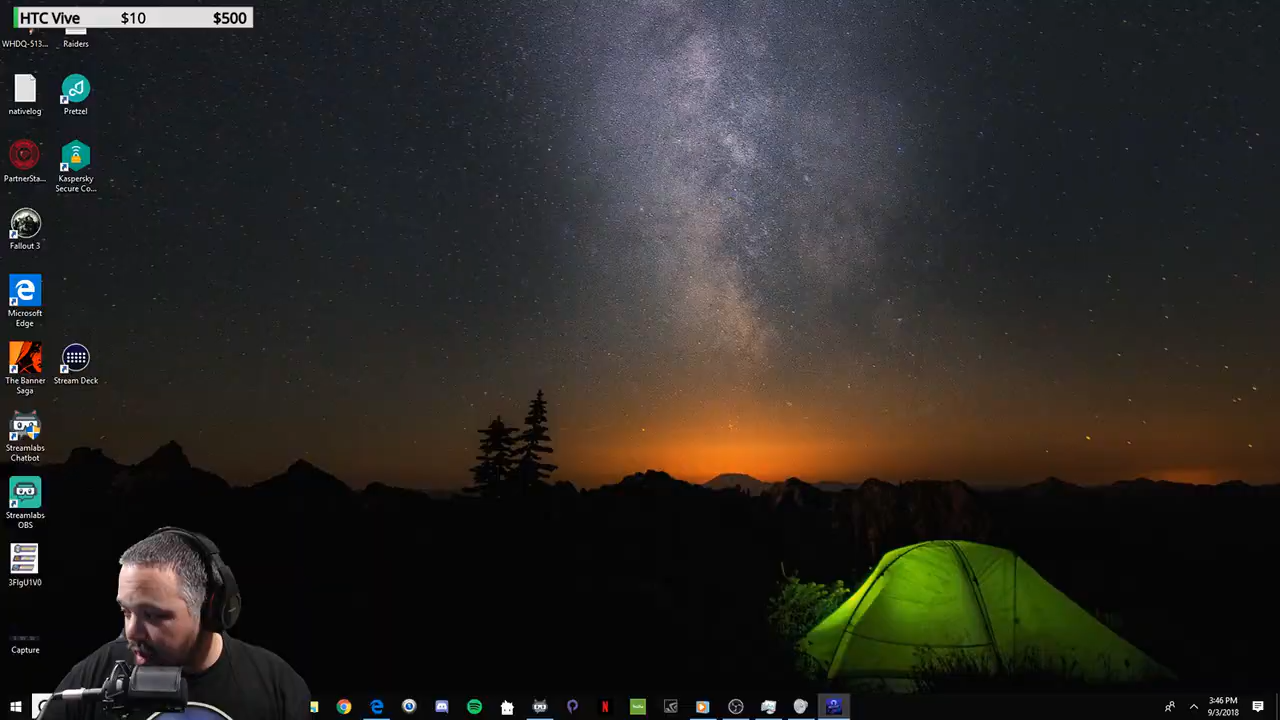 HTC Vive $10 $500
WHDQ-513... Raiders
nativelog Pretzel
PartnerSta... Kaspersky
Secure Co...
Fallout 3
Microsoft
Edge
The Banner
Saga
Stream Deck
Streamlabs
Chatbot
Streamlabs
OBS
3FIgU1V0
Capture
3:46 PM
9/3/2018